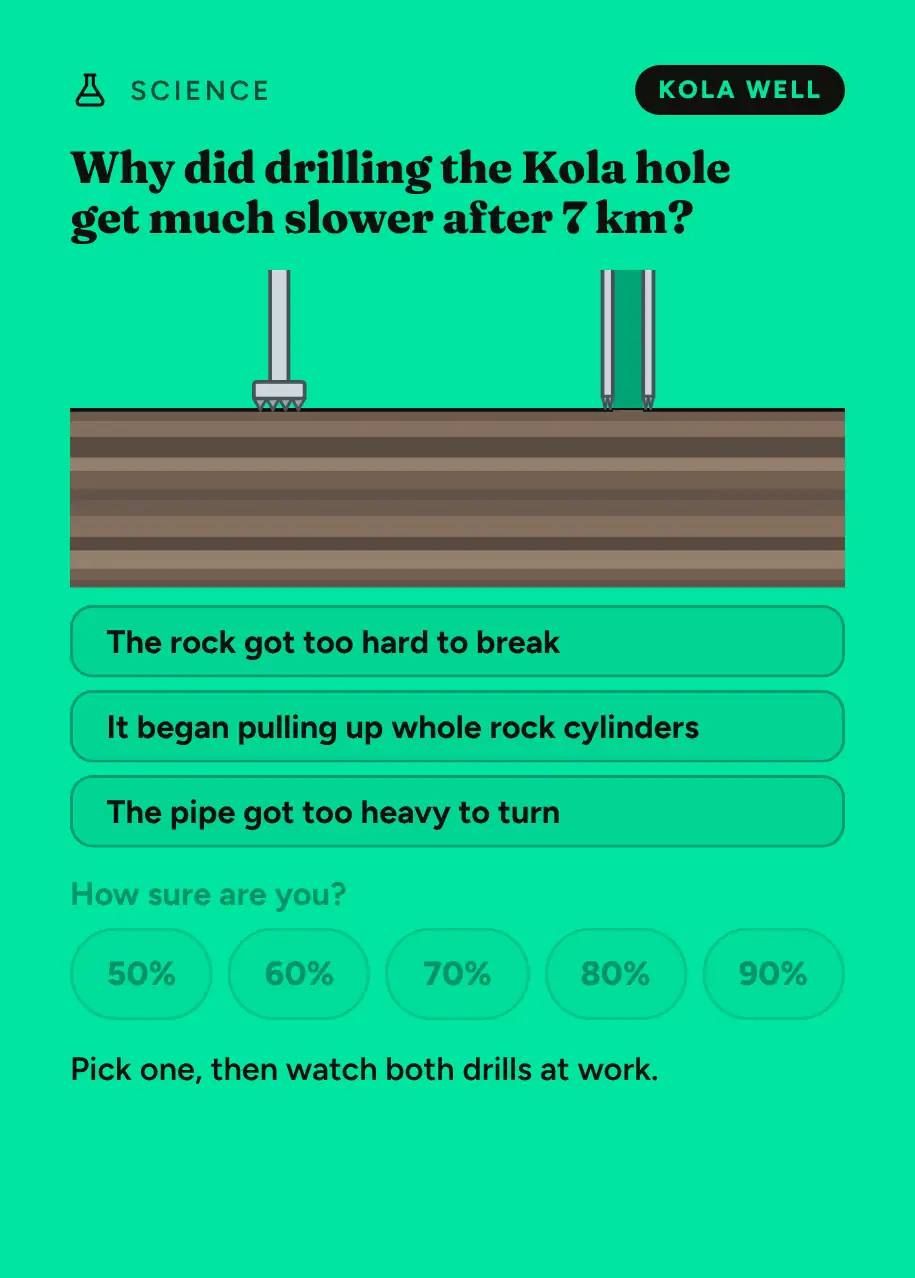 SCIENCE
KOLA WELL
Why did drilling the Kola hole
get much slower after 7 km?
The rock got too hard to break
It began pulling up whole rock cylinders
The pipe got too heavy to turn
How sure are you?
50%
60%
70%
80%
90%
Pick one, then watch both drills at work.